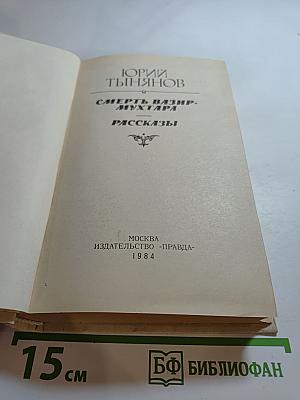 ЮРИЙ
ТЫНЯНОВ
СМЕРТЬ ВАЗИР-
МУХТАРА
РАССКАЗЫ
МОСКВА
ИЗДАТЕЛЬСТВО «ПРАВДА»
1984
15 см
БФ БИБЛИОФАН